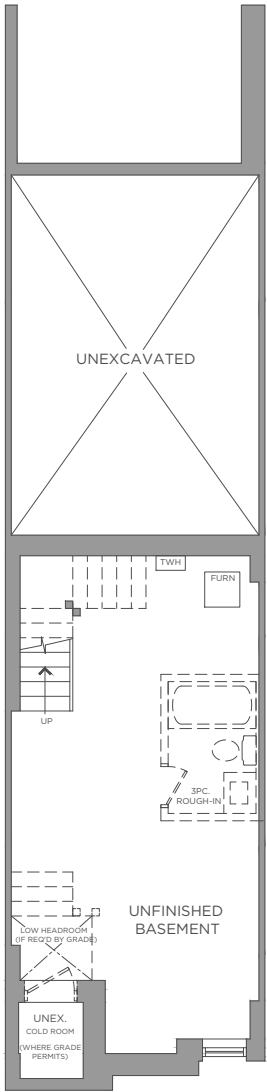 UNEXCAVATED
TWH
FURN
UP
3PC.
ROUGH-IN
UNFINISHED
BASEMENT
LOW HEADROOM
(IF REQ'D BY GRADE)
UNEX.
COLD ROOM
(WHERE GRADE
PERMITS)